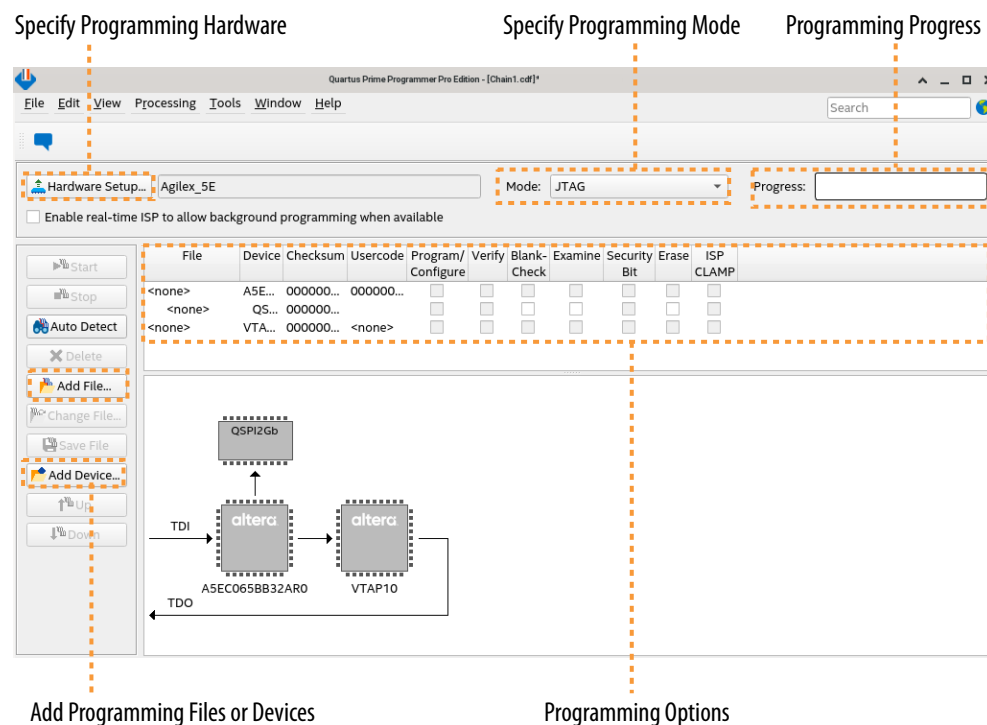 Specify Programming Hardware Specify Programming Mode Programming Progress
Quartus Prime Programmer Pro Edition - [Chain1.cdf]*
File Edit View Processing Tools Window Help
Search
Hardware Setup... Agilex_5E Mode: JTAG Progress:
Enable real-time ISP to allow background programming when available
File Device Checksum Usercode Program/ Verify Blank- Examine Security Erase ISP
Configure Check Bit CLAMP
<none> A5E... 000000... 000000...
<none> QS... 000000...
<none> VTA... 000000... <none>
Start
Stop
Auto Detect
Delete
Add File...
Change File...
Save File
Add Device...
Up
Down
QSPI2Gb
TDI
altera altera
A5EC065BB32AR0 VTAP10
TDO
Add Programming Files or Devices Programming Options